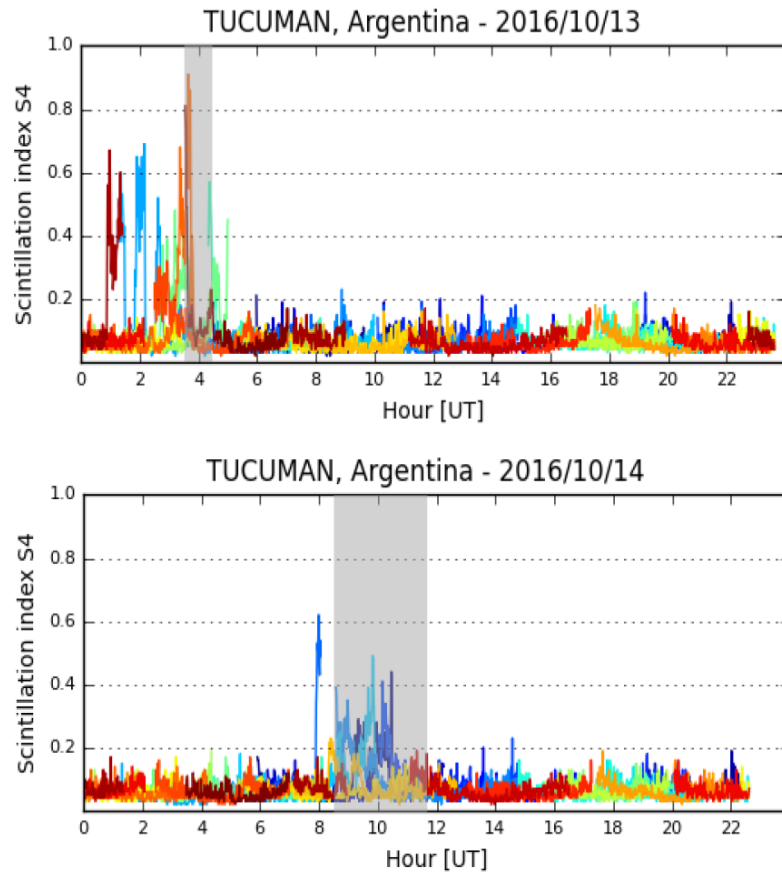 TUCUMAN, Argentina - 2016/10/13
1.0
0.8
0.6
0.4
0.2
Scintillation index S4
0 2 4 6 8 10 12 14 16 18 20 22
Hour [UT]
TUCUMAN, Argentina - 2016/10/14
1.0
0.8
0.6
0.4
0.2
Scintillation index S4
0 2 4 6 8 10 12 14 16 18 20 22
Hour [UT]